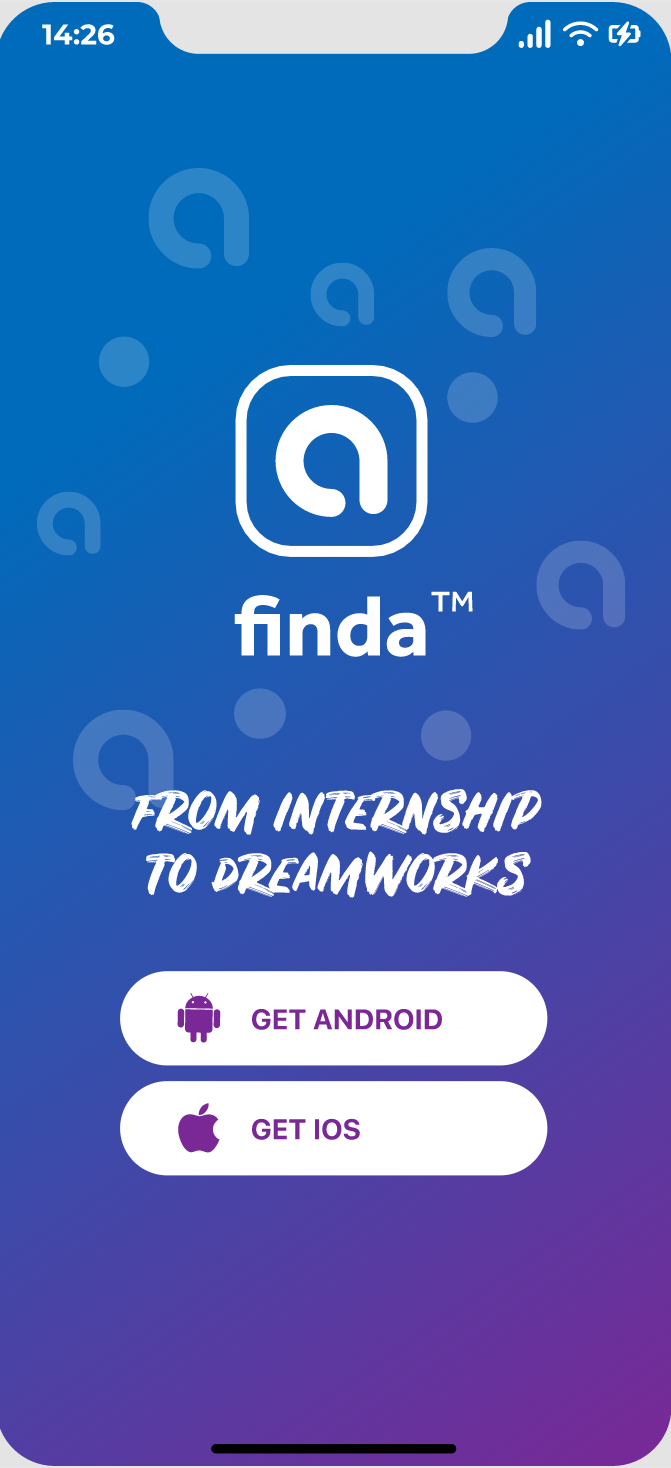 14:26
finda™
FROM INTERNSHIP
TO DREAMWORKS
GET ANDROID
GET IOS